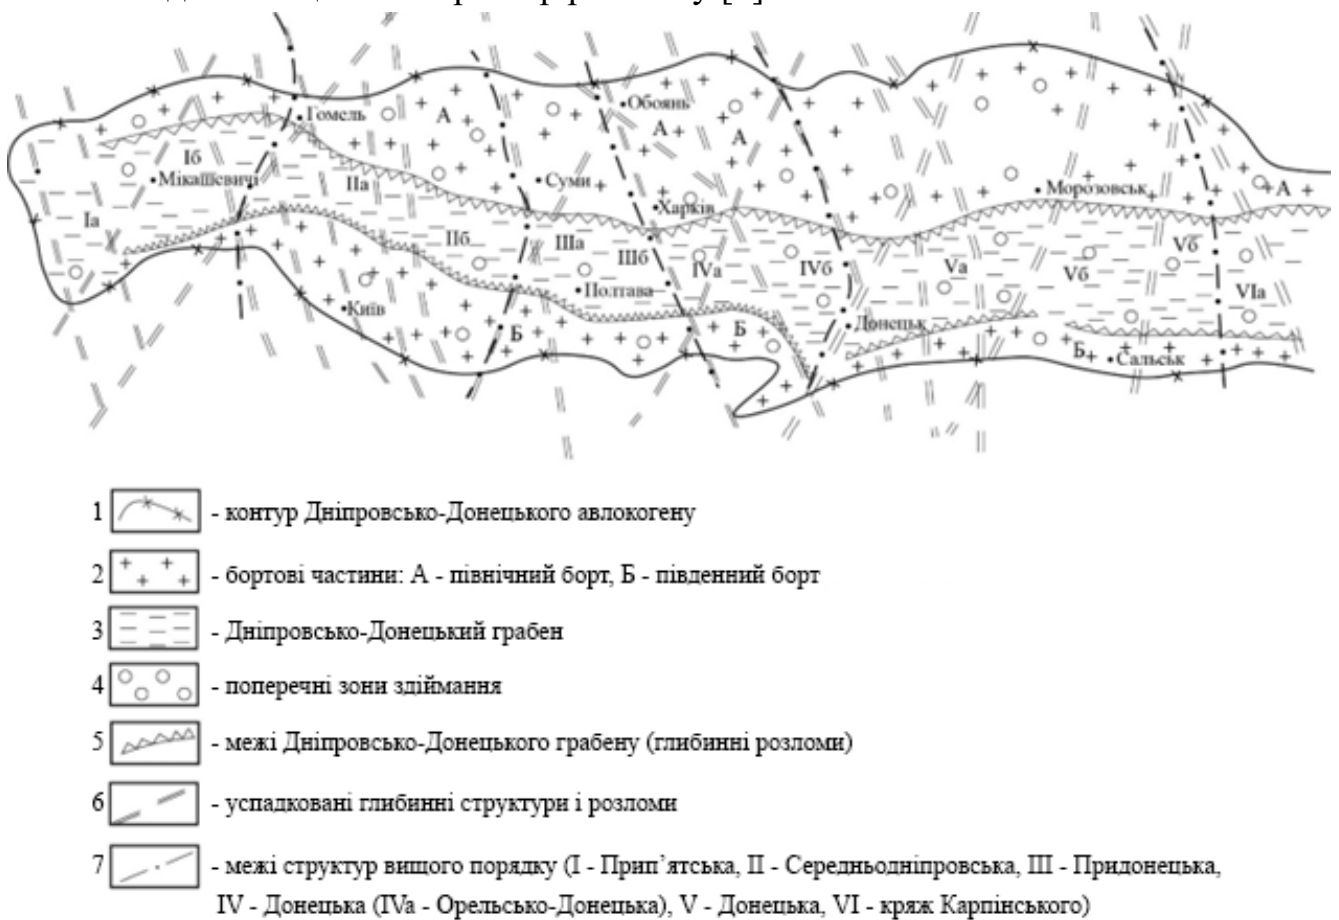 Гомель
А
Обоянь
А
А
Іб
Мікашевичі
ІІа
Суми
Морозовськ
А
Іа
Харків
ІІб
ІІІа
ІІІб
ІVа
ІVб
Vа
Vб
Vб
VІа
Київ
Полтава
Донецьк
Б
Б
Б
Сальськ
1 - контур Дніпровсько-Донецького авлокогену
2 - бортові частини: А - північний борт, Б - південний борт
3 - Дніпровсько-Донецький грабен
4 - поперечні зони здіймання
5 - межі Дніпровсько-Донецького грабену (глибинні розломи)
6 - успадковані глибинні структури і розломи
7 - межі структур вищого порядку (І - Прип’ятська, ІІ - Середньодніпровська, ІІІ - Придонецька,
ІV - Донецька (ІVа - Орельсько-Донецька), V - Донецька, VІ - кряж Карпінського)